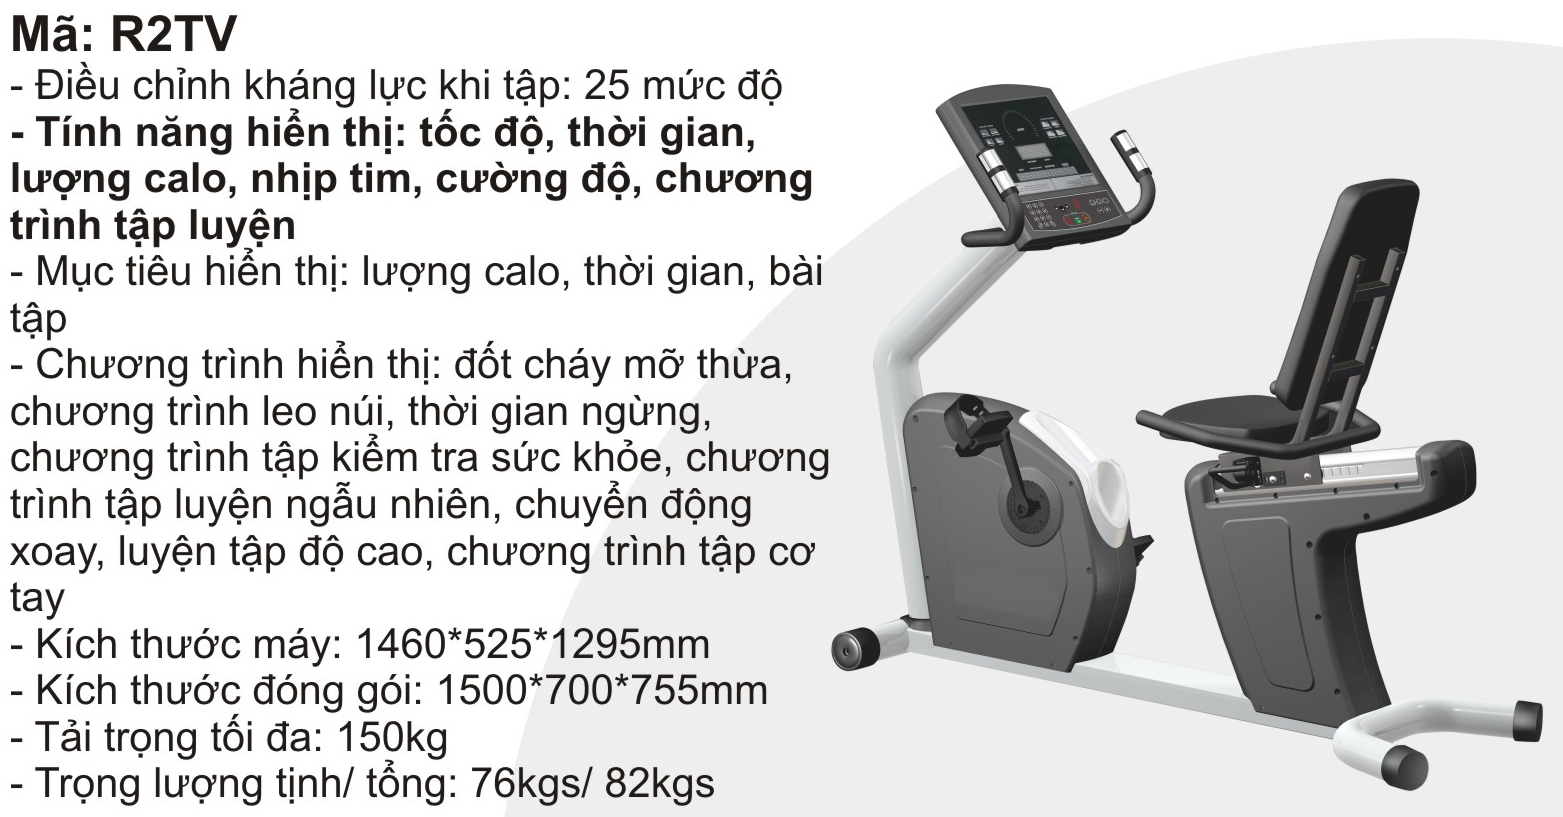 Mã: R2TV
- Điều chỉnh kháng lực khi tập: 25 mức độ
- Tính năng hiển thị: tốc độ, thời gian,
lượng calo, nhịp tim, cường độ, chương
trình tập luyện
- Mục tiêu hiển thị: lượng calo, thời gian, bài
tập
- Chương trình hiển thị: đốt cháy mỡ thừa,
chương trình leo núi, thời gian ngừng,
chương trình tập kiểm tra sức khỏe, chương
trình tập luyện ngẫu nhiên, chuyển động
xoay, luyện tập độ cao, chương trình tập cơ
tay
- Kích thước máy: 1460*525*1295mm
- Kích thước đóng gói: 1500*700*755mm
- Tải trọng tối đa: 150kg
- Trọng lượng tịnh/ tổng: 76kgs/ 82kgs